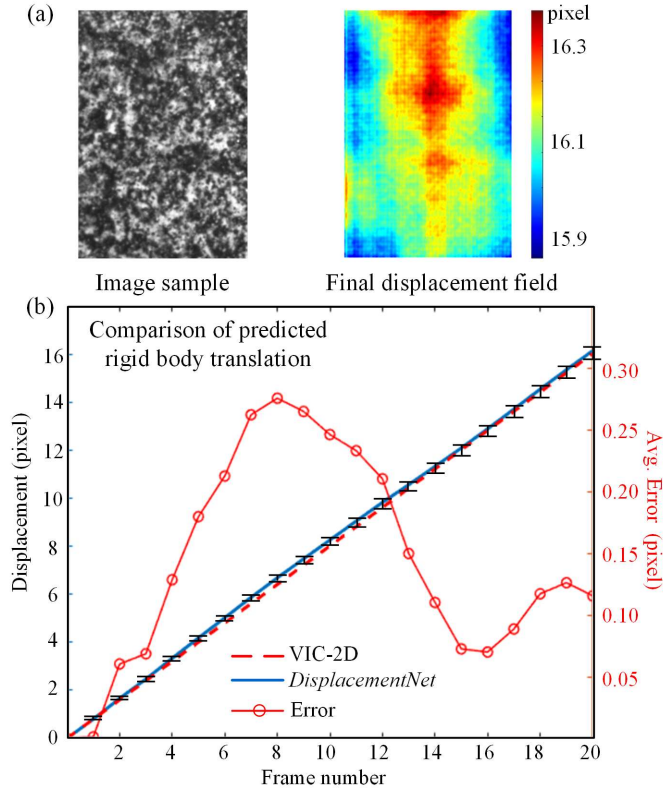 (a)
pixel
16.3
16.1
15.9
Image sample
Final displacement field
(b)
Comparison of predicted
rigid body translation
Displacement (pixel)
16
14
12
10
8
6
4
2
0
0.30
0.25
0.20
0.15
0.10
0.05
Avg. Error (pixel)
VIC-2D
DisplacementNet
Error
2 4 6 8 10 12 14 16 18 20
Frame number